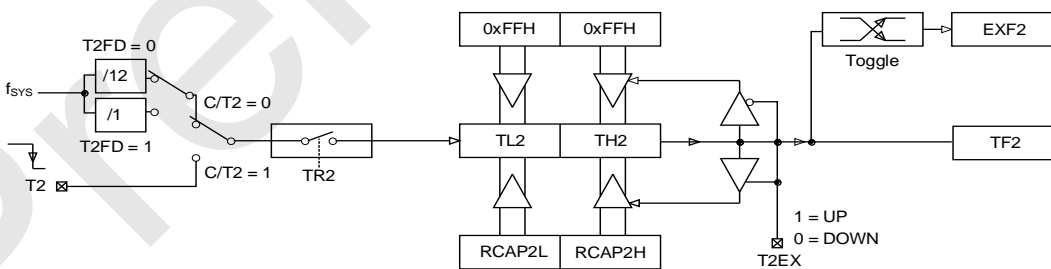 0xFFH 0xFFH
EXF2
T2FD = 0
Toggle
/12
fSYS
C/T2 = 0
/1
T2FD = 1
TL2 TH2
TF2
TR2
C/T2 = 1
T2
1 = UP
0 = DOWN
RCAP2L RCAP2H
T2EX